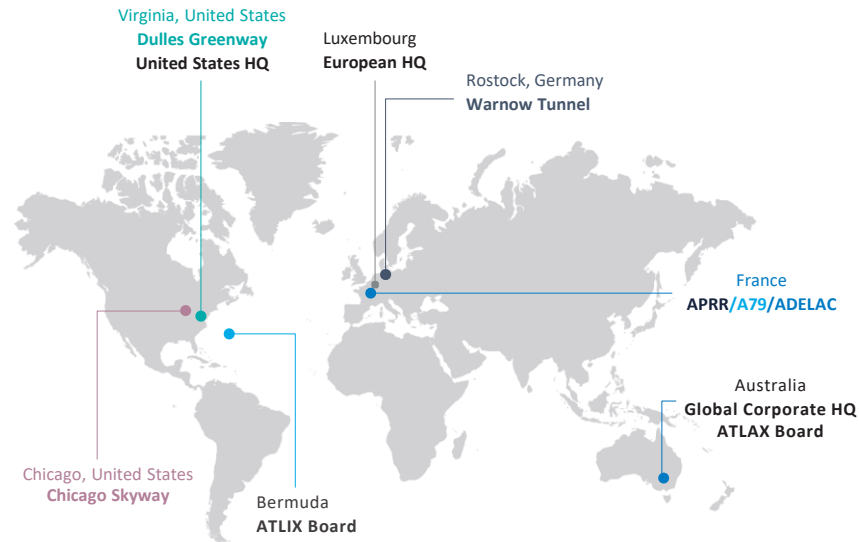 Virginia, United States
Dulles Greenway
United States HQ
Luxembourg
European HQ
Rostock, Germany
Warnow Tunnel
France
APRR/A79/ADELAC
Australia
Global Corporate HQ
ATLAX Board
Chicago, United States
Chicago Skyway
Bermuda
ATLIX Board